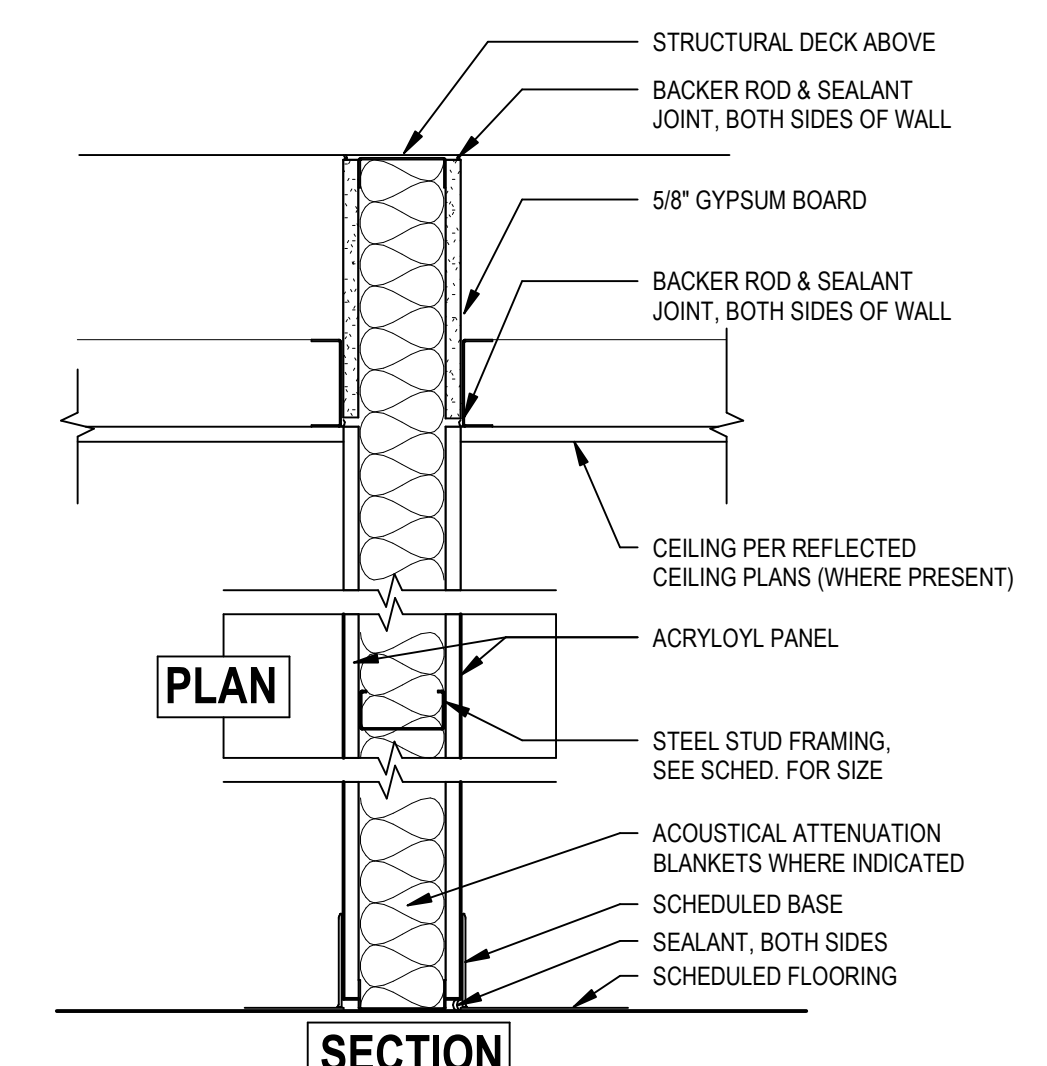 STRUCTURAL DECK ABOVE
BACKER ROD & SEALANT
JOINT, BOTH SIDES OF WALL
5/8" GYPSUM BOARD
BACKER ROD & SEALANT
JOINT, BOTH SIDES OF WALL
CEILING PER REFLECTED
CEILING PLANS (WHERE PRESENT)
ACRYLOYL PANEL
PLAN
STEEL STUD FRAMING,
SEE SCHED. FOR SIZE
ACOUSTICAL ATTENUATION
BLANKETS WHERE INDICATED
SCHEDULED BASE
SEALANT, BOTH SIDES
SCHEDULED FLOORING
SECTION